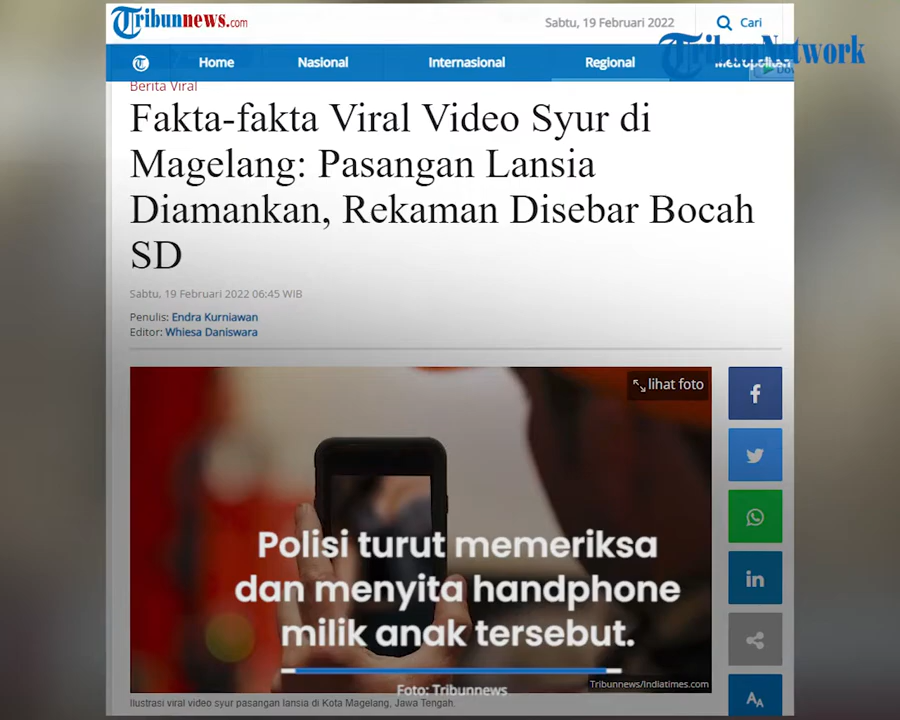 Tribunnews.com
Sabtu, 19 Februari 2022
Cari
TribunNetwork
Home
Nasional
Internasional
Regional
Metropolitan
Berita Viral
Fakta-fakta Viral Video Syur di
Magelang: Pasangan Lansia
Diamankan, Rekaman Disebar Bocah
SD
Sabtu, 19 Februari 2022 06:45 WIB
Penulis: Endra Kurniawan
Editor: Whiesa Daniswara
lihat foto
Polisi turut memeriksa
dan menyita handphone
milik anak tersebut.
Foto: Tribunnews
Tribunnews/Indiatimes.com
Ilustrasi viral video syur pasangan lansia di Kota Magelang, Jawa Tengah.
AA